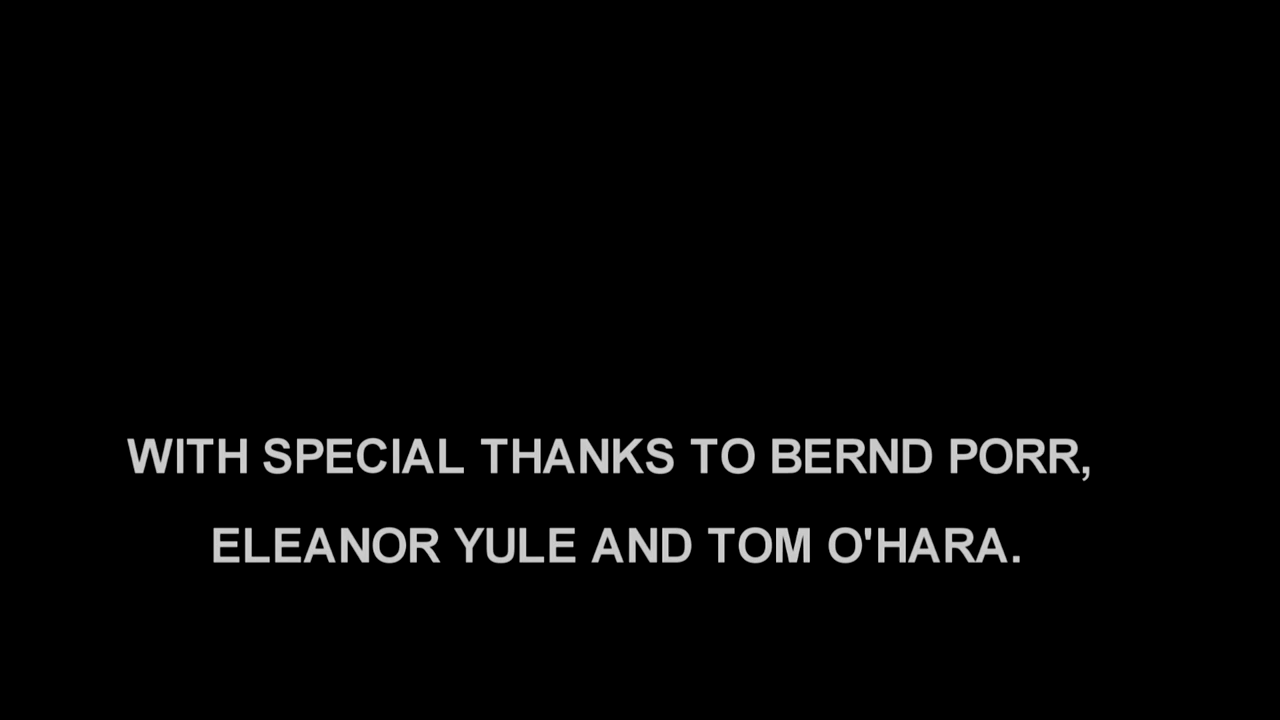 WITH SPECIAL THANKS TO BERND PORR,
ELEANOR YULE AND TOM O'HARA.